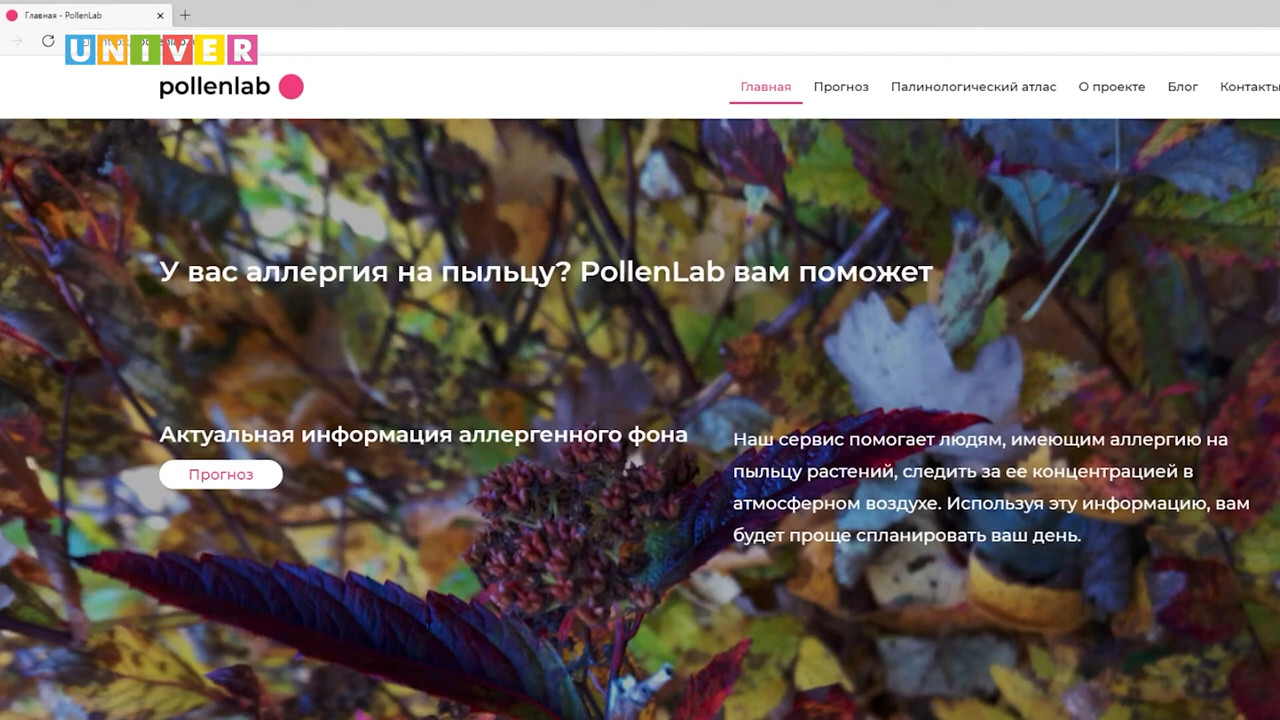 Главная - PollenLab
UNIVER
pollenlab
Главная Прогноз Палинологический атлас О проекте Блог Контакты
У вас аллергия на пыльцу? PollenLab вам поможет
Актуальная информация аллергенного фона
Прогноз
Наш сервис помогает людям, имеющим аллергию на
пыльцу растений, следить за ее концентрацией в
атмосферном воздухе. Используя эту информацию, вам
будет проще спланировать ваш день.